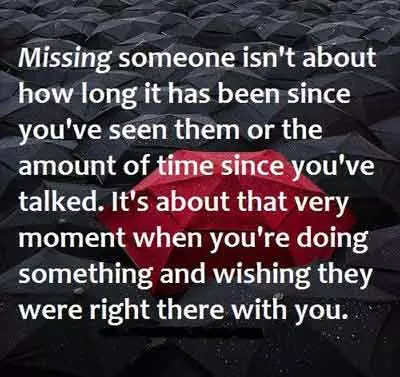 Missing someone isn't about
how long it has been since
you've seen them or the
amount of time since you've
talked. It's about that very
moment when you're doing
something and wishing they
were right there with you.